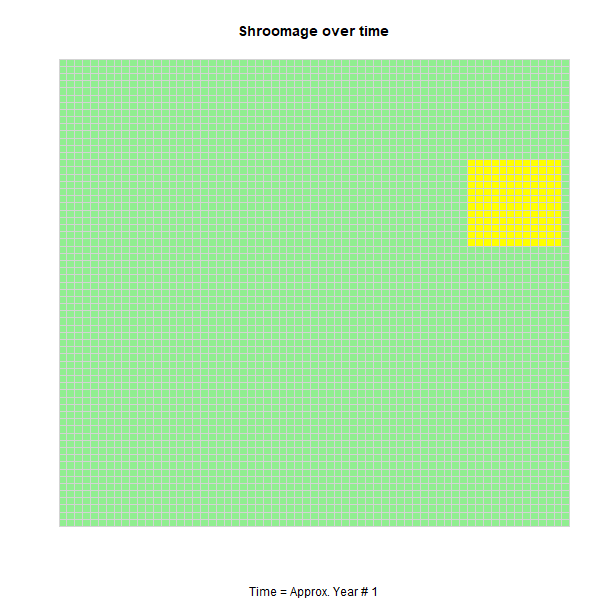 Shroomage over time
Time = Approx. Year # 1